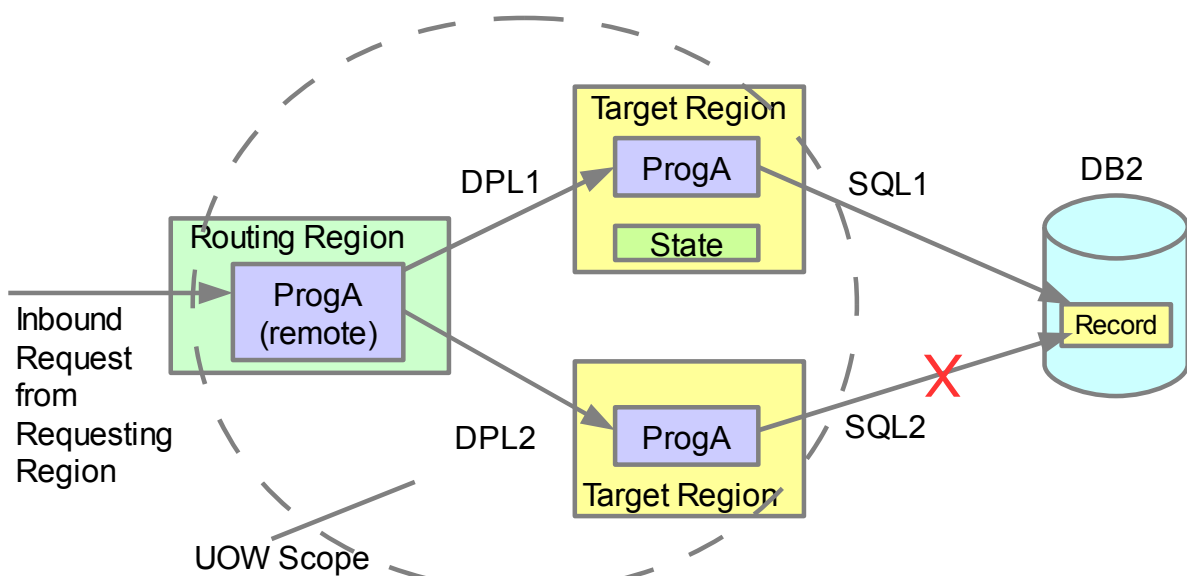 Target Region
ProgA
State
DPL1
SQL1
DB2
Record
Routing Region
ProgA
(remote)
Inbound
Request
from
Requesting
Region
DPL2
ProgA
Target Region
SQL2
X
UOW Scope